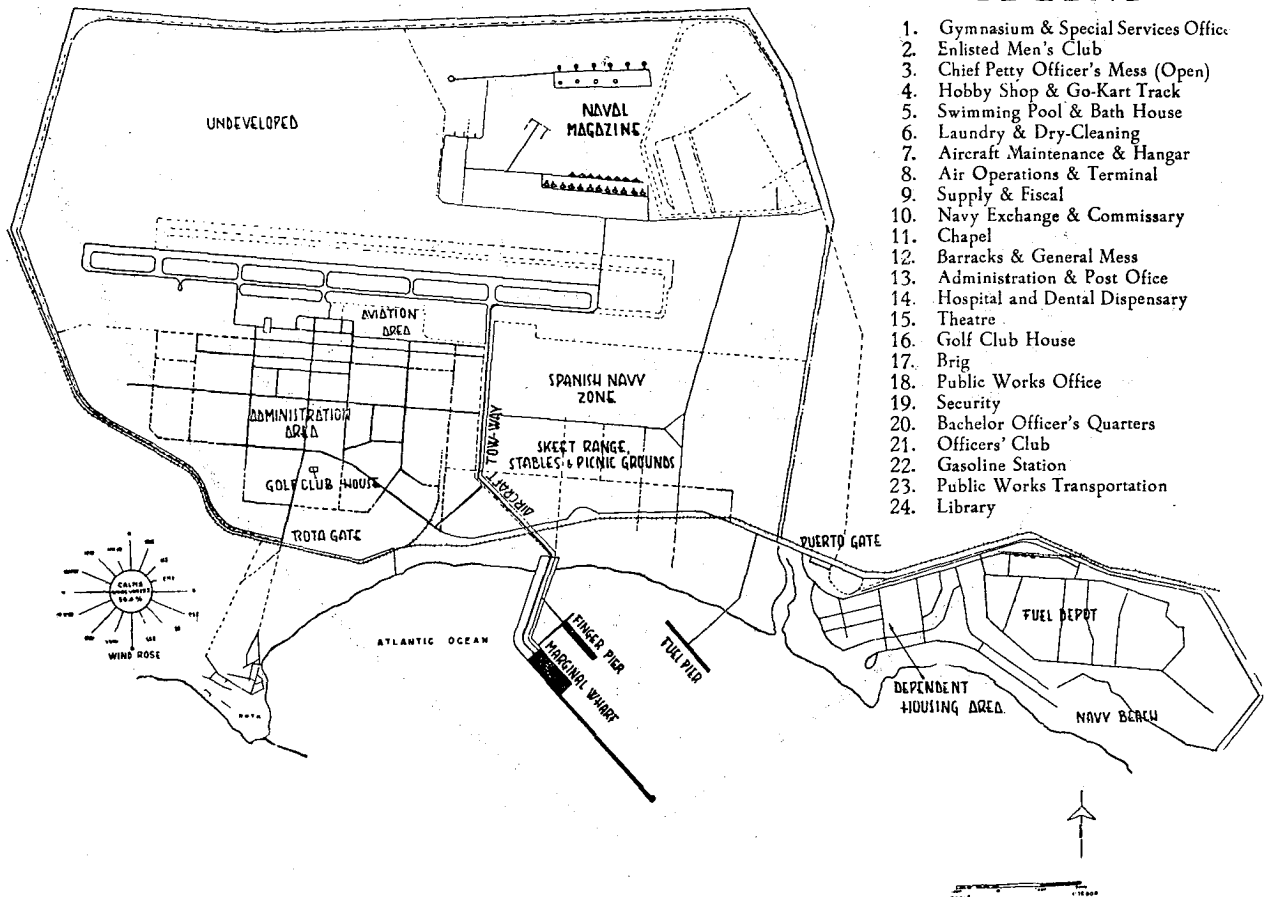 1. Gymnasium & Special Services Office
2. Enlisted Men's Club
3. Chief Petty Officer's Mess (Open)
4. Hobby Shop & Go-Kart Track
5. Swimming Pool & Bath House
6. Laundry & Dry-Cleaning
7. Aircraft Maintenance & Hangar
8. Air Operations & Terminal
9. Supply & Fiscal
10. Navy Exchange & Commissary
11. Chapel
12. Barracks & General Mess
13. Administration & Post Ofice
14. Hospital and Dental Dispensary
15. Theatre
16. Golf Club House
17. Brig
18. Public Works Office
19. Security
20. Bachelor Officer's Quarters
21. Officers' Club
22. Gasoline Station
23. Public Works Transportation
24. Library
UNDEVELOPED
NAVAL
MAGAZINE
AVIATION
AREA
SPANISH NAVY
ZONE
ADMINISTRATION
AREA
AIRCRAFT TOW-WAY
SKEET RANGE,
STABLES & PICNIC GROUNDS
GOLF CLUB HOUSE
ROTA GATE
PUERTO GATE
CALMS
WIND ROSE
ATLANTIC OCEAN
FINGER PIER
MARGINAL WHARF
FUEL PIER
FUEL DEPOT
DEPENDENT
HOUSING AREA.
NAVY BEACH
ROTA